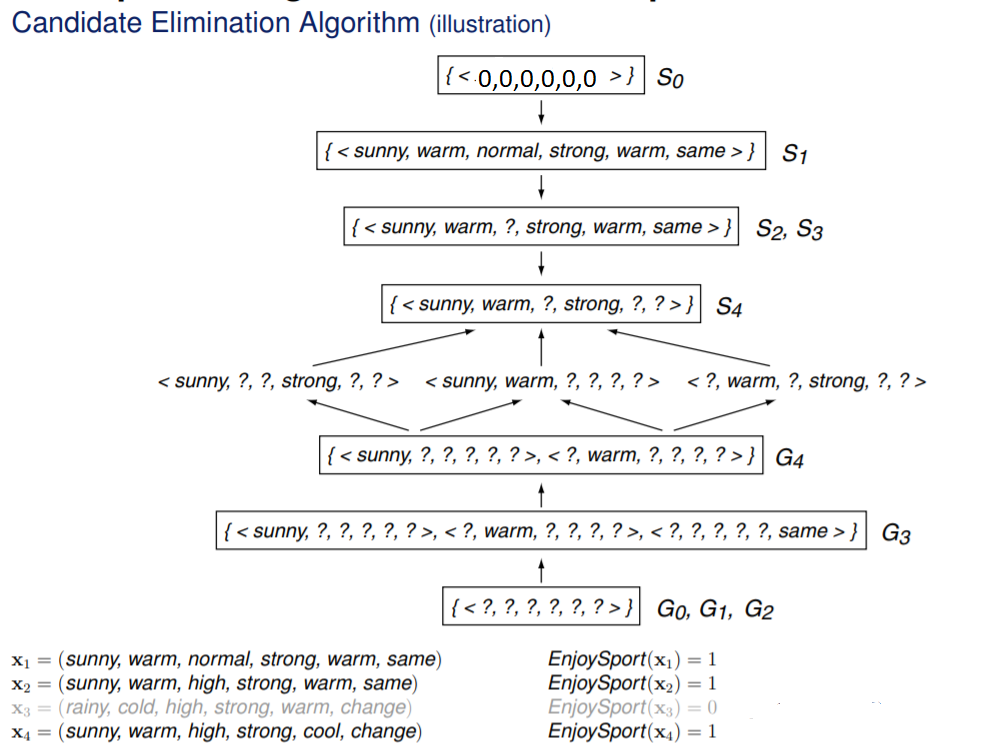 Candidate Elimination Algorithm (illustration)
{ < 0,0,0,0,0,0 > } S0
{ < sunny, warm, normal, strong, warm, same > } S1
{ < sunny, warm, ?, strong, warm, same > } S2, S3
{ < sunny, warm, ?, strong, ?, ? > } S4
< sunny, ?, ?, strong, ?, ? > < sunny, warm, ?, ?, ?, ? > < ?, warm, ?, strong, ?, ? >
{ < sunny, ?, ?, ?, ?, ? >, < ?, warm, ?, ?, ?, ? > } G4
{ < sunny, ?, ?, ?, ?, ? >, < ?, warm, ?, ?, ?, ? >, < ?, ?, ?, ?, ?, same > } G3
{ < ?, ?, ?, ?, ?, ? > } G0, G1, G2
x1 = (sunny, warm, normal, strong, warm, same) EnjoySport(x1) = 1
x2 = (sunny, warm, high, strong, warm, same) EnjoySport(x2) = 1
x3 = (rainy, cold, high, strong, warm, change) EnjoySport(x3) = 0
x4 = (sunny, warm, high, strong, cool, change) EnjoySport(x4) = 1